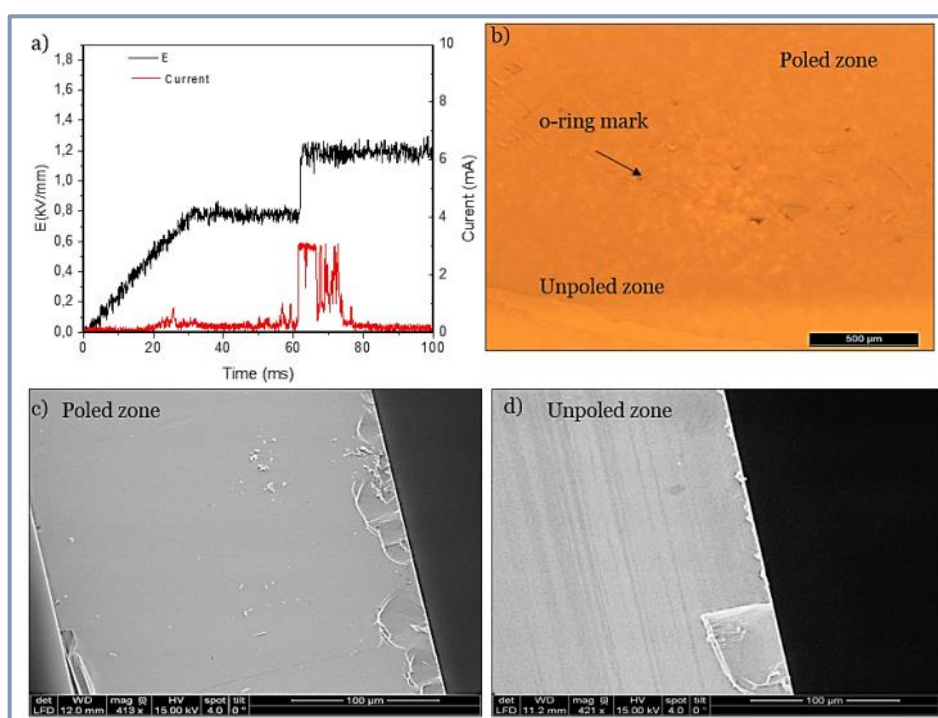 a)
E
Current
1,8
1,6
1,4
1,2
1,0
0,8
0,6
0,4
0,2
0,0
E(kV/mm)
10
8
6
4
2
0
Curent (mA)
0 20 40 60 80 100
Time (ms)
b)
Poled zone
o-ring mark
Unpoled zone
500 µm
c) Poled zone
det WD mag HV spot tilt
LFD 12.0 mm 413 x 15.00 kV 4.0 0 °
100 µm
d) Unpoled zone
det WD mag HV spot tilt
LFD 11.2 mm 421 x 15.00 kV 4.0 0 °
100 µm